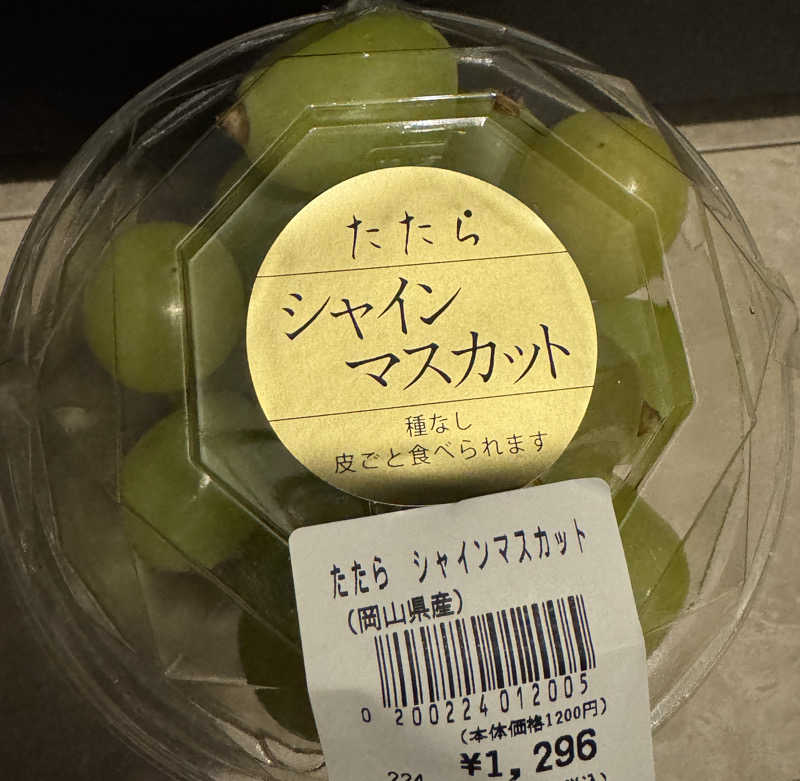 たたら
シャイン
マスカット
種なし
皮ごと食べられます
たたら シャインマスカット
(岡山県産)
0 200224 012005
(本体価格1200円)
¥1,296
224